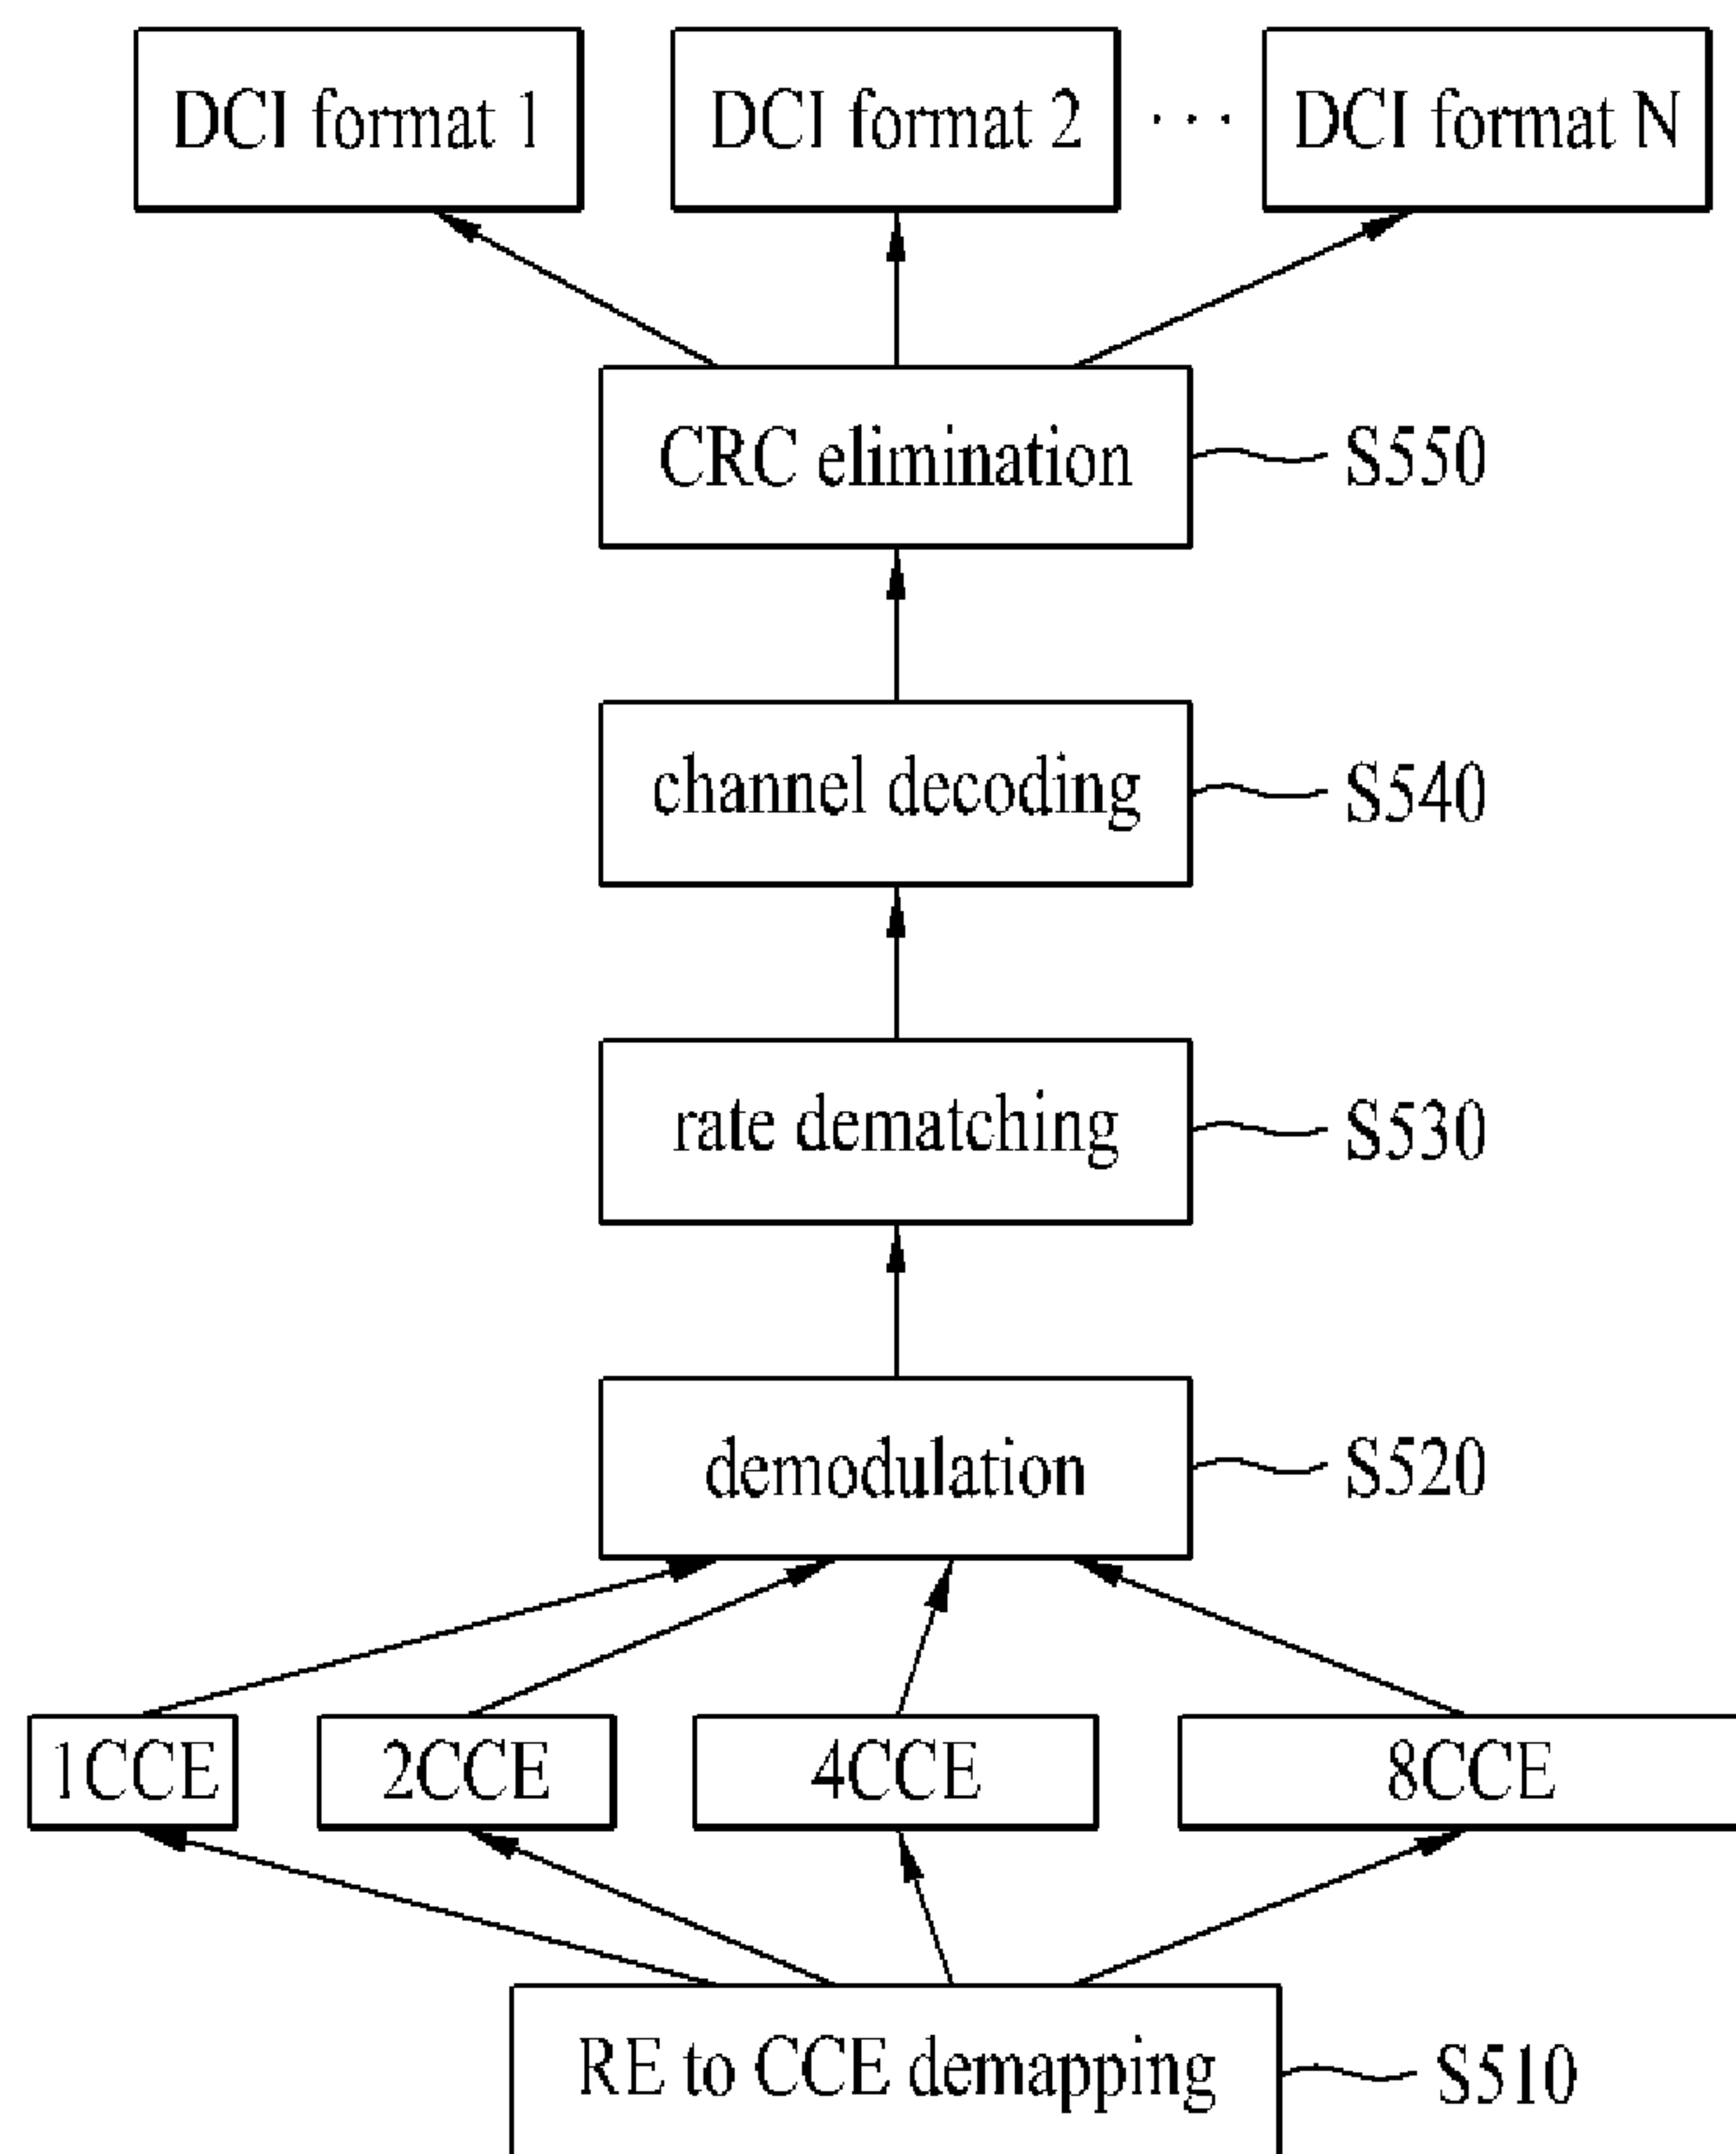 DCI format 1
DCI format 2
. . .
DCI format N
CRC elimination
S550
channel decoding
S540
rate dematching
S530
demodulation
S520
1CCE
2CCE
4CCE
8CCE
RE to CCE demapping
S510